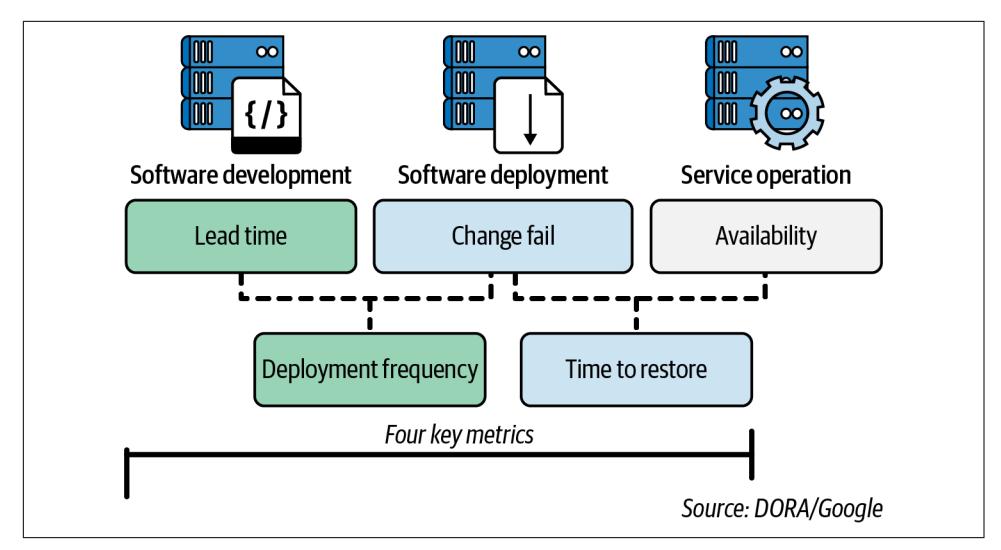 {/}
Software development
Software deployment
Service operation
Lead time
Change fail
Availability
Deployment frequency
Time to restore
Four key metrics
Source: DORA/Google